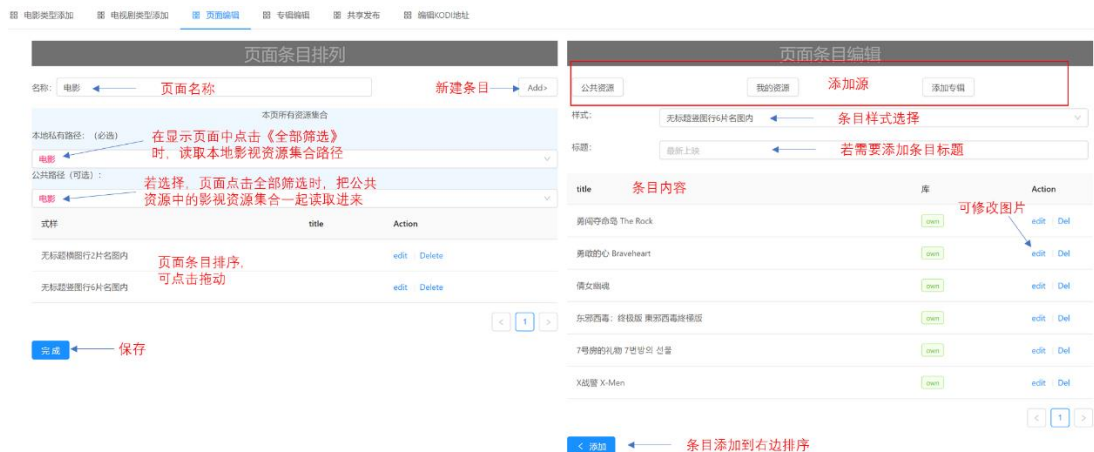 电影类型添加 电视剧类型添加 页面编辑 专辑编辑 共享发布 编辑KODI地址
页面条目排列
名称: 电影 页面名称 新建条目 Add>
本页所有资源集合
本地私有路径: (必选) 在显示页面中点击《全部筛选》
时，读取本地影视资源集合路径
电影
公共路径 (可选) : 若选择，页面点击全部筛选时，把公共
资源中的影视资源集合一起读取进来
电影
式样 title Action
无标题横图行2片名图内 edit Delete
页面条目排序，
可点击拖动
无标题竖图行6片名图内 edit Delete
< 1 >
完成 保存
页面条目编辑
公共资源 我的资源 添加源 添加专辑
样式: 无标题竖图行6片名图内 条目样式选择
标题: 最新上映 若需要添加条目标题
title 条目内容 库 Action
可修改图片
勇闯夺命岛 The Rock own edit Del
勇敢的心 Braveheart own edit Del
倩女幽魂 own edit Del
东邪西毒：终极版 東邪西毒終極版 own edit Del
7号房的礼物 7번방의 선물 own edit Del
X战警 X-Men own edit Del
< 1 >
< 添加 条目添加到右边排序